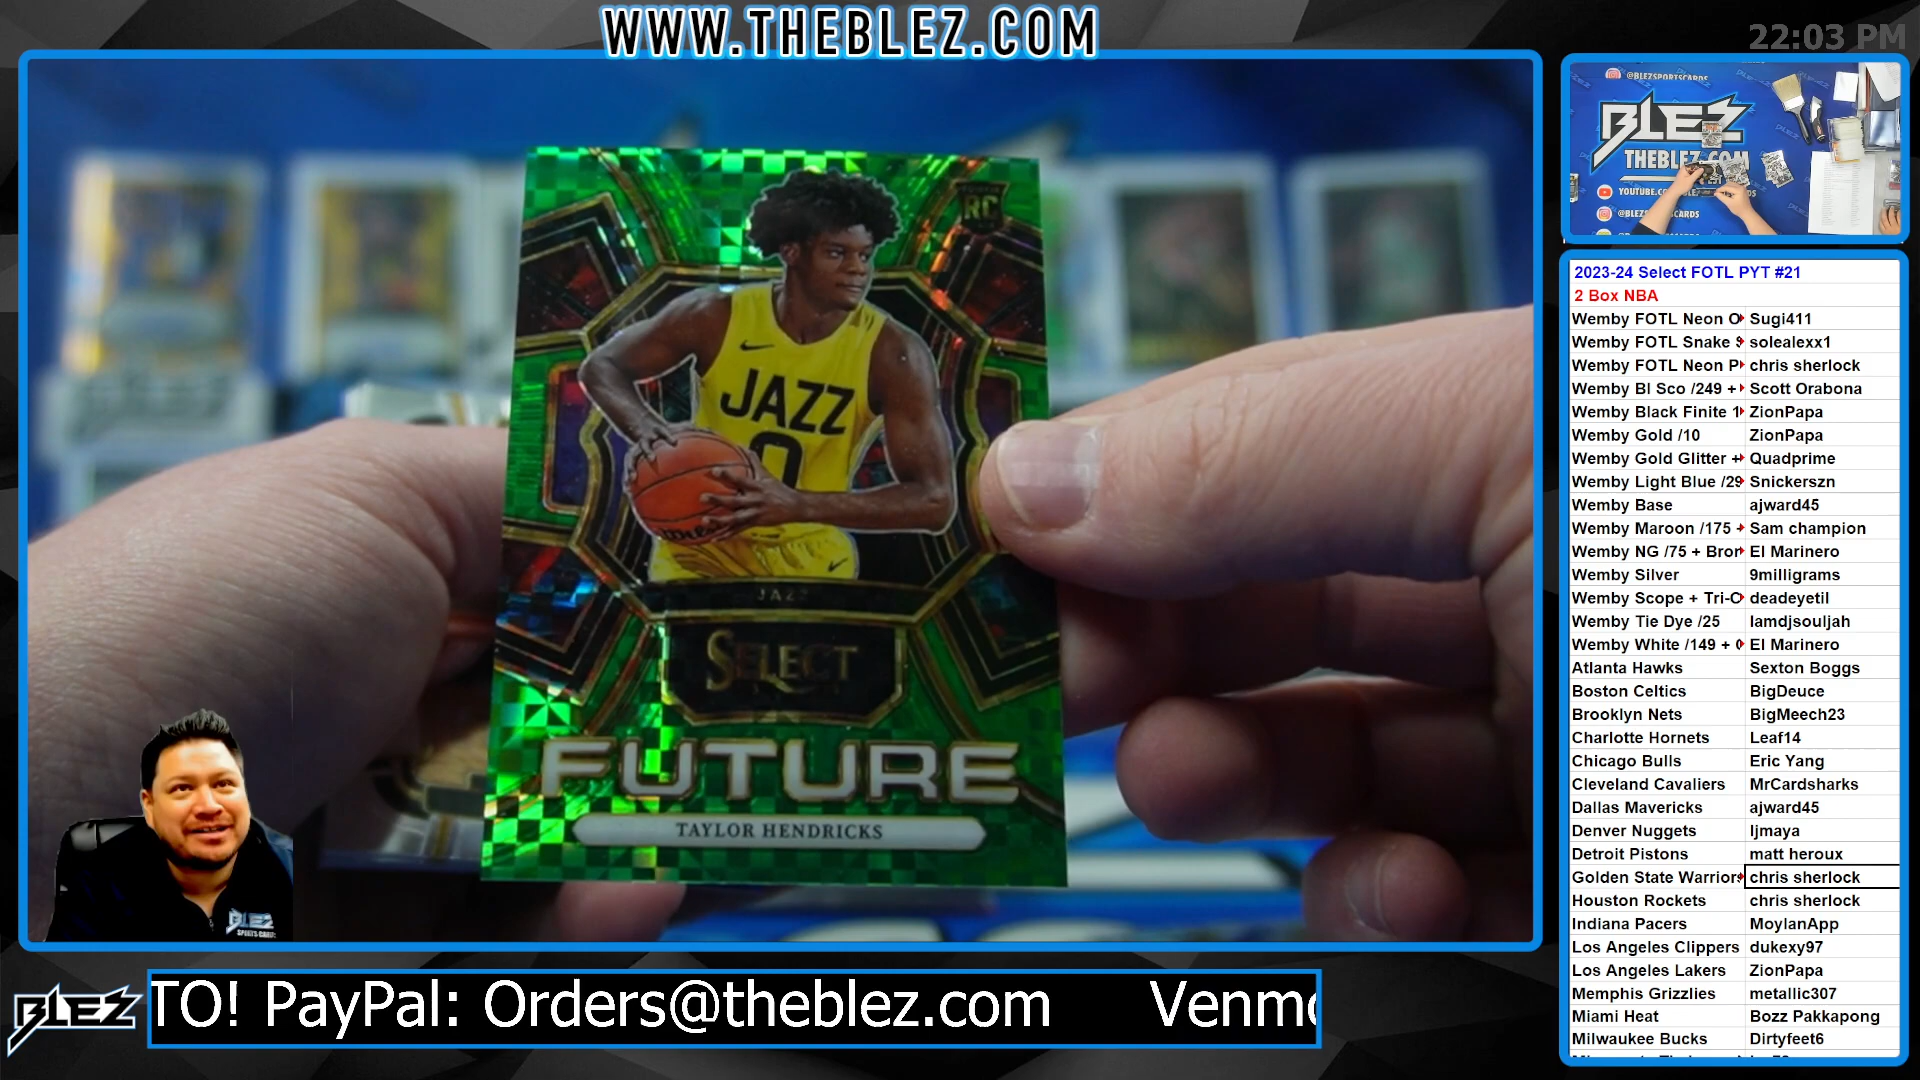 WWW.THEBLEZ.COM
22:03 PM
RC
JAZZ
0
JAZZ
SELECT
FUTURE
TAYLOR HENDRICKS
BLEZ
SPORTS CARDS
@BLEZSPORTSCARDS
BLEZ
THEBLEZ.COM
2023-24 Select FOTL PYT #21
2 Box NBA
Wemby FOTL Neon O Sugi411
Wemby FOTL Snake S solealexx1
Wemby FOTL Neon P chris sherlock
Wemby Bl Sco /249 + Scott Orabona
Wemby Black Finite 1 ZionPapa
Wemby Gold /10 ZionPapa
Wemby Gold Glitter + Quadprime
Wemby Light Blue /29 Snickerszn
Wemby Base ajward45
Wemby Maroon /175 + Sam champion
Wemby NG /75 + Bron El Marinero
Wemby Silver 9milligrams
Wemby Scope + Tri-C deadeyetil
Wemby Tie Dye /25 Iamdjsouljah
Wemby White /149 + El Marinero
Atlanta Hawks Sexton Boggs
Boston Celtics BigDeuce
Brooklyn Nets BigMeech23
Charlotte Hornets Leaf14
Chicago Bulls Eric Yang
Cleveland Cavaliers MrCardsharks
Dallas Mavericks ajward45
Denver Nuggets ljmaya
Detroit Pistons matt heroux
Golden State Warriors chris sherlock
Houston Rockets chris sherlock
Indiana Pacers MoylanApp
Los Angeles Clippers dukexy97
Los Angeles Lakers ZionPapa
Memphis Grizzlies metallic307
Miami Heat Bozz Pakkapong
Milwaukee Bucks Dirtyfeet6
BLEZ
TO! PayPal: Orders@theblez.com Venmo